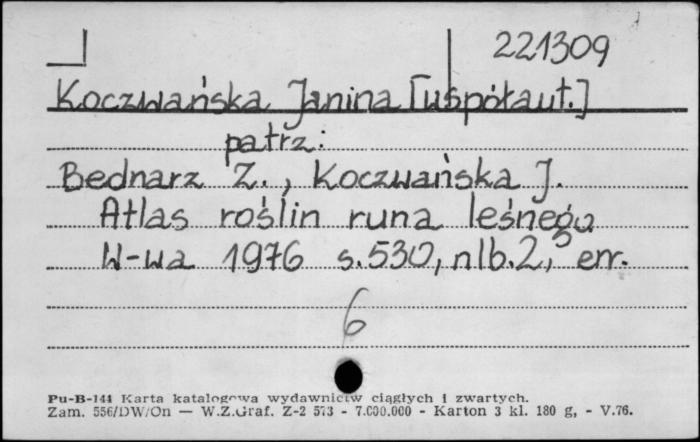 221309
Koczwańska Janina [współaut.]
patrz:
Bednarz Z., Koczwańska J.
Atlas roślin runa leśnego
W-wa 1976 s.530, nlb.2, err.
6
Pu-B-144 Karta katalogowa wydawnictw ciągłych i zwartych.
Zam. 556/DW/On — W.Z.Graf. Z-2 573 - 7.000.000 - Karton 3 kl. 180 g, - V.76.